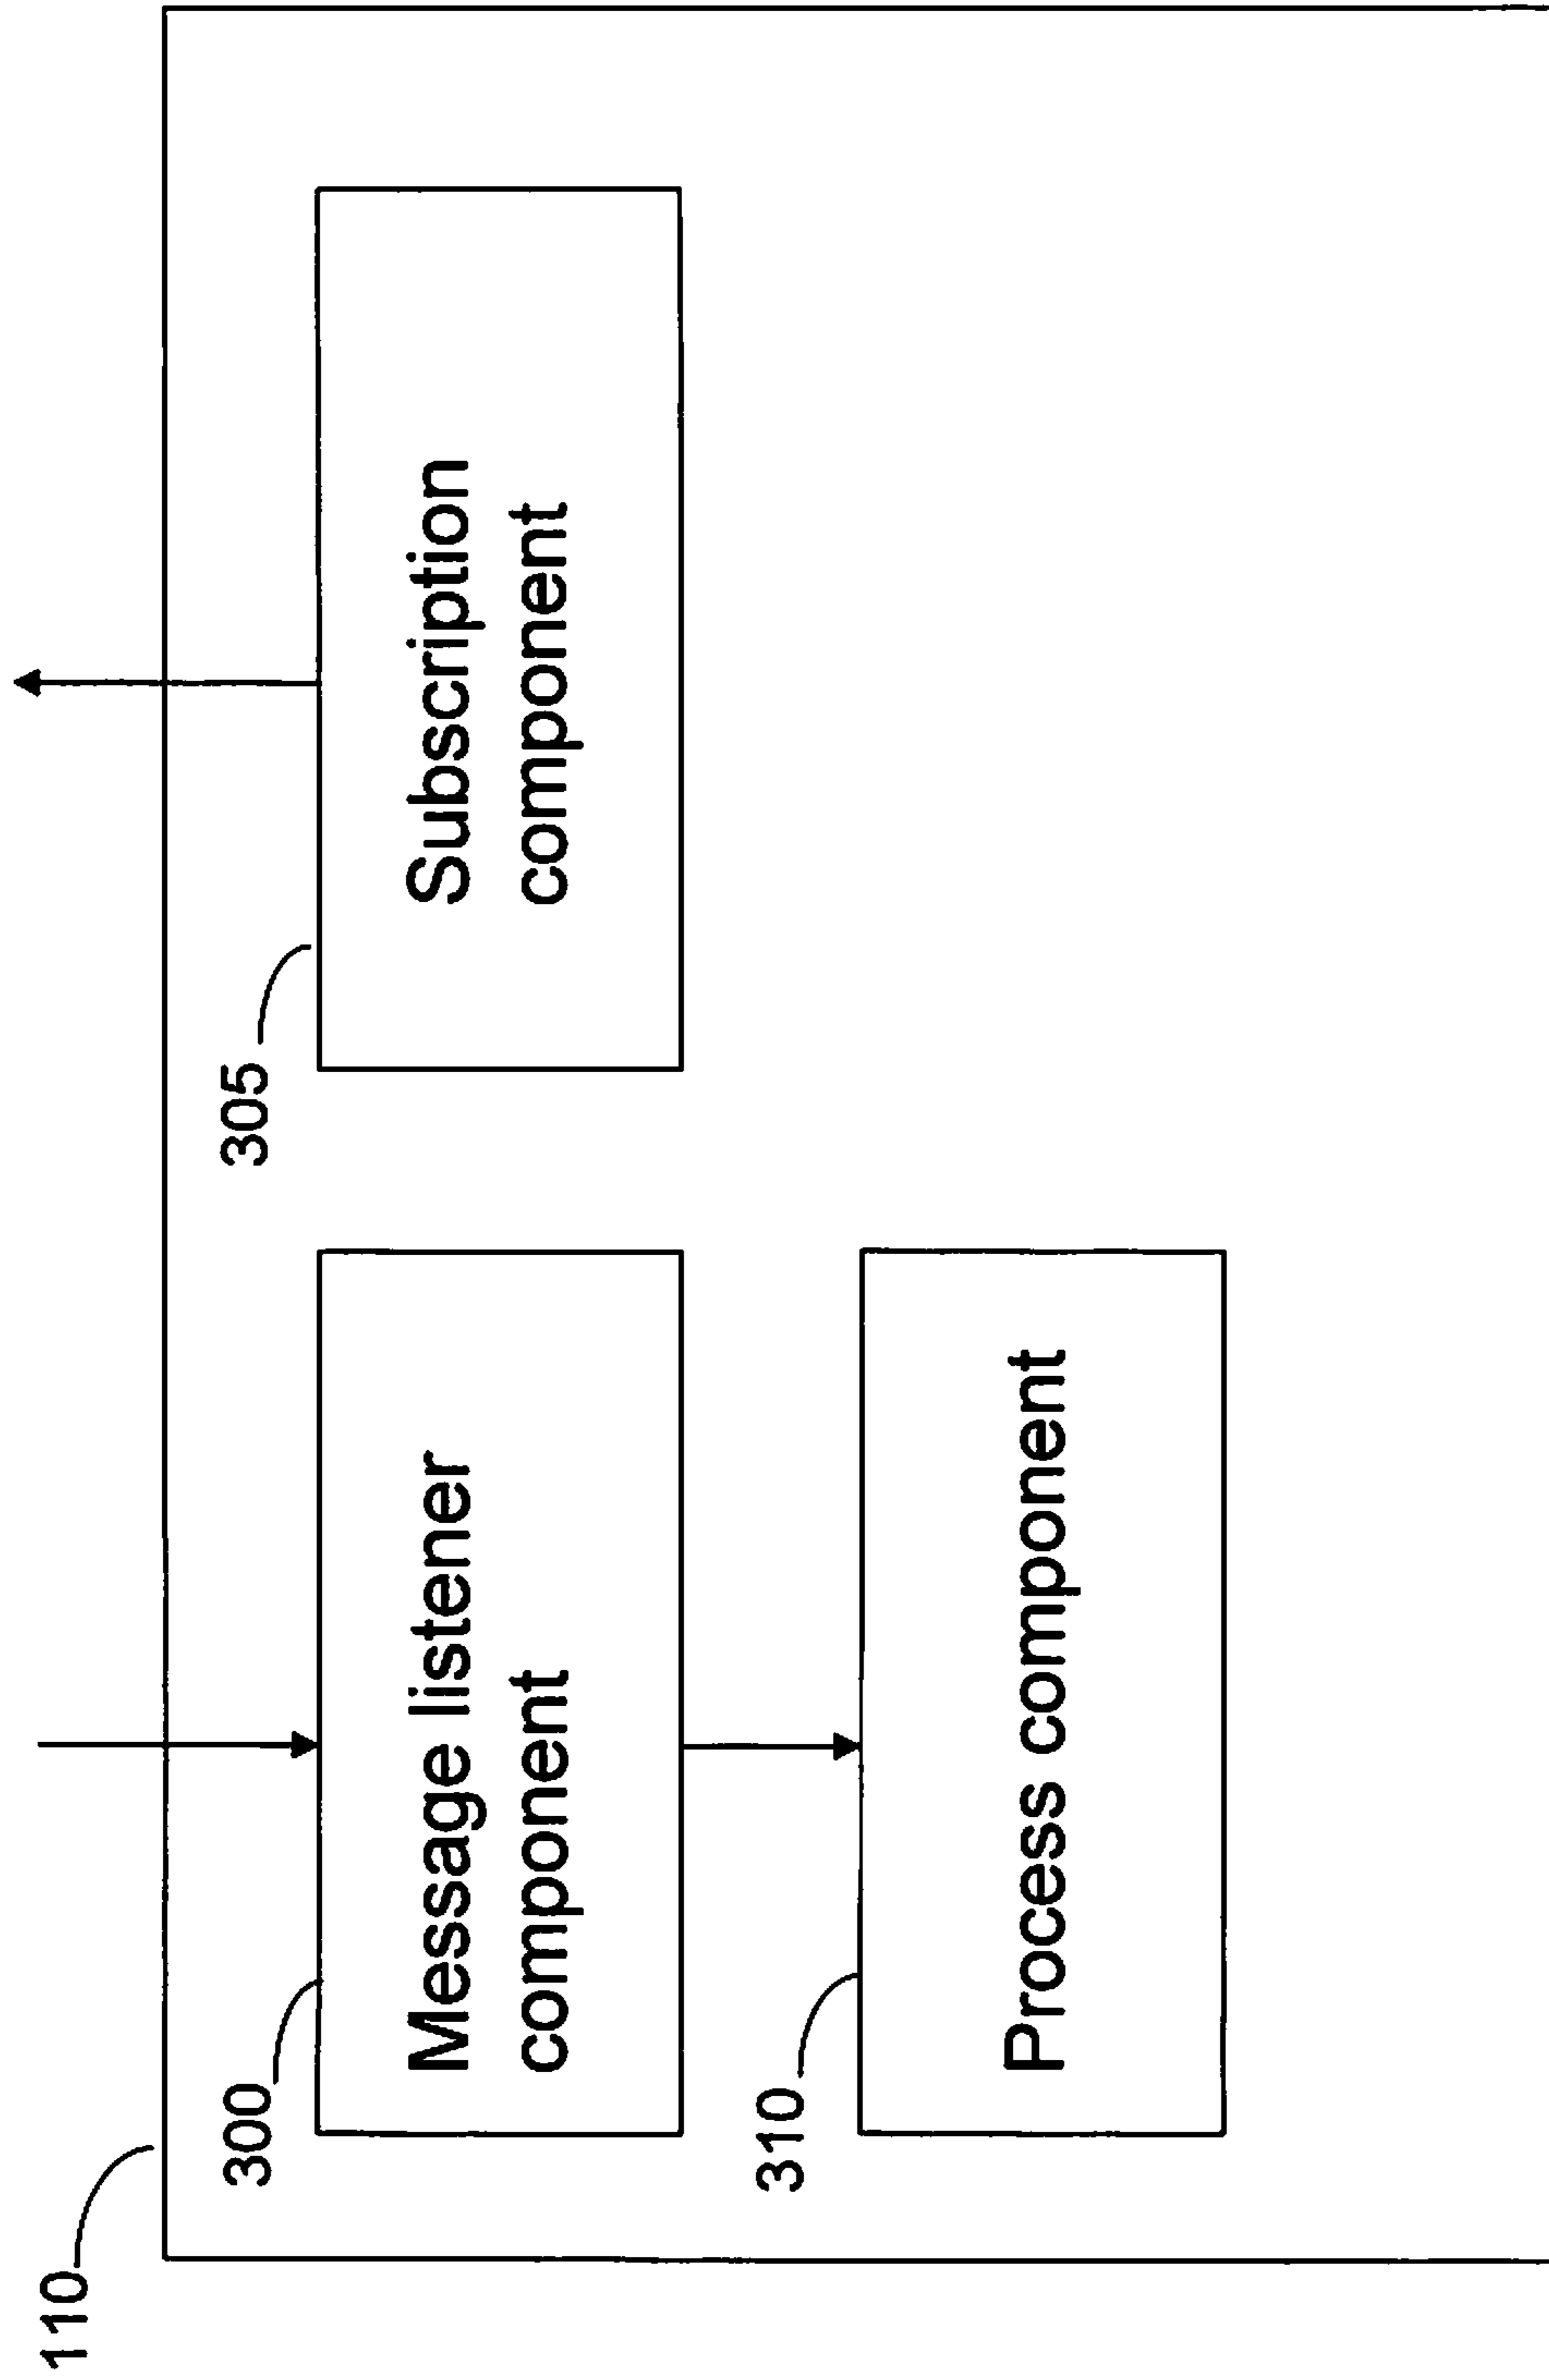 110
300
Message listener
component
305
Subscription
component
310
Process component